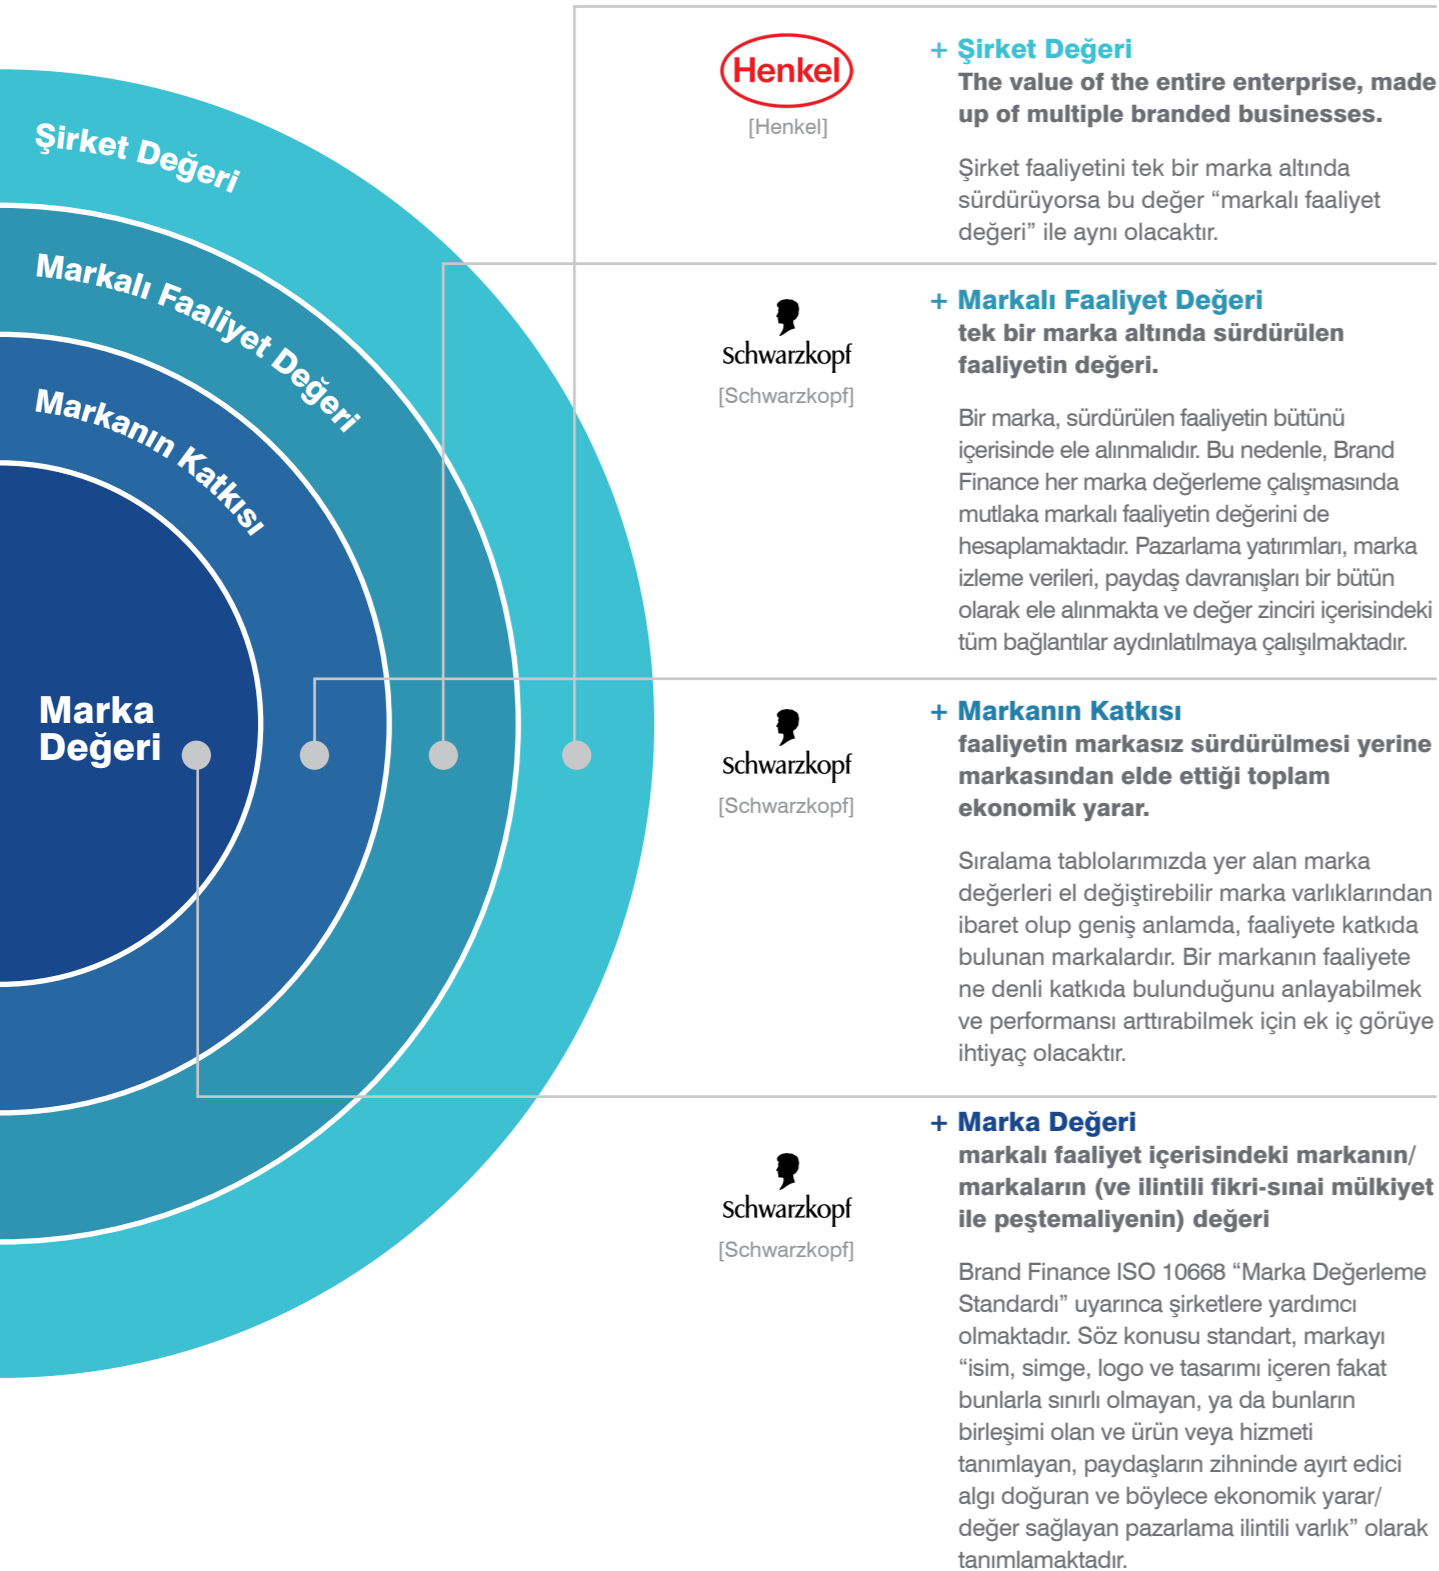 Şirket Değeri
Markalı Faaliyet Değeri
Markanın Katkısı
Marka
Değeri
Henkel
[Henkel]
+ Şirket Değeri
The value of the entire enterprise, made
up of multiple branded businesses.
Şirket faaliyetini tek bir marka altında
sürdürüyorsa bu değer “markalı faaliyet
değeri” ile aynı olacaktır.
Schwarzkopf
[Schwarzkopf]
+ Markalı Faaliyet Değeri
tek bir marka altında sürdürülen
faaliyetin değeri.
Bir marka, sürdürülen faaliyetin bütünü
içerisinde ele alınmalıdır. Bu nedenle, Brand
Finance her marka değerleme çalışmasında
mutlaka markalı faaliyetin değerini de
hesaplamaktadır. Pazarlama yatırımları, marka
izleme verileri, paydaş davranışları bir bütün
olarak ele alınmakta ve değer zinciri içerisindeki
tüm bağlantılar aydınlatılmaya çalışılmaktadır.
Schwarzkopf
[Schwarzkopf]
+ Markanın Katkısı
faaliyetin markasız sürdürülmesi yerine
markasından elde ettiği toplam
ekonomik yarar.
Sıralama tablolarımızda yer alan marka
değerleri el değiştirebilir marka varlıklarından
ibaret olup geniş anlamda, faaliyete katkıda
bulunan markalardır. Bir markanın faaliyete
ne denli katkıda bulunduğunu anlayabilmek
ve performansı arttırabilmek için ek iç görüye
ihtiyaç olacaktır.
Schwarzkopf
[Schwarzkopf]
+ Marka Değeri
markalı faaliyet içerisindeki markanın/
markaların (ve ilintili fikri-sınai mülkiyet
ile peştemaliyenin) değeri
Brand Finance ISO 10668 “Marka Değerleme
Standardı” uyarınca şirketlere yardımcı
olmaktadır. Söz konusu standart, markayı
“isim, simge, logo ve tasarımı içeren fakat
bunlarla sınırlı olmayan, ya da bunların
birleşimi olan ve ürün veya hizmeti
tanımlayan, paydaşların zihninde ayırt edici
algı doğuran ve böylece ekonomik yarar/
değer sağlayan pazarlama ilintili varlık” olarak
tanımlamaktadır.